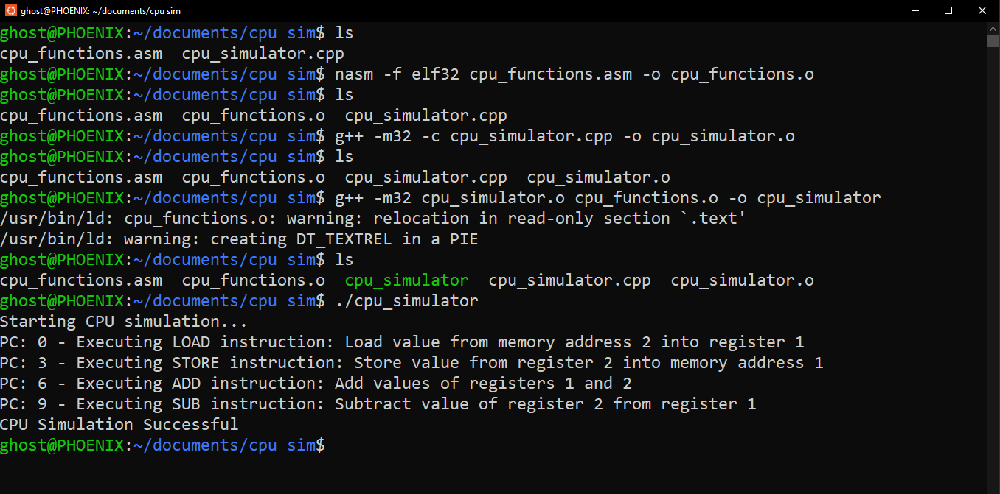 ghost@PHOENIX: ~/documents/cpu sim
ghost@PHOENIX:~/documents/cpu sim$ ls
cpu_functions.asm  cpu_simulator.cpp
ghost@PHOENIX:~/documents/cpu sim$ nasm -f elf32 cpu_functions.asm -o cpu_functions.o
ghost@PHOENIX:~/documents/cpu sim$ ls
cpu_functions.asm  cpu_functions.o  cpu_simulator.cpp
ghost@PHOENIX:~/documents/cpu sim$ g++ -m32 -c cpu_simulator.cpp -o cpu_simulator.o
ghost@PHOENIX:~/documents/cpu sim$ ls
cpu_functions.asm  cpu_functions.o  cpu_simulator.cpp  cpu_simulator.o
ghost@PHOENIX:~/documents/cpu sim$ g++ -m32 cpu_simulator.o cpu_functions.o -o cpu_simulator
/usr/bin/ld: cpu_functions.o: warning: relocation in read-only section `.text'
/usr/bin/ld: warning: creating DT_TEXTREL in a PIE
ghost@PHOENIX:~/documents/cpu sim$ ls
cpu_functions.asm  cpu_functions.o  cpu_simulator  cpu_simulator.cpp  cpu_simulator.o
ghost@PHOENIX:~/documents/cpu sim$ ./cpu_simulator
Starting CPU simulation...
PC: 0 - Executing LOAD instruction: Load value from memory address 2 into register 1
PC: 3 - Executing STORE instruction: Store value from register 2 into memory address 1
PC: 6 - Executing ADD instruction: Add values of registers 1 and 2
PC: 9 - Executing SUB instruction: Subtract value of register 2 from register 1
CPU Simulation Successful
ghost@PHOENIX:~/documents/cpu sim$